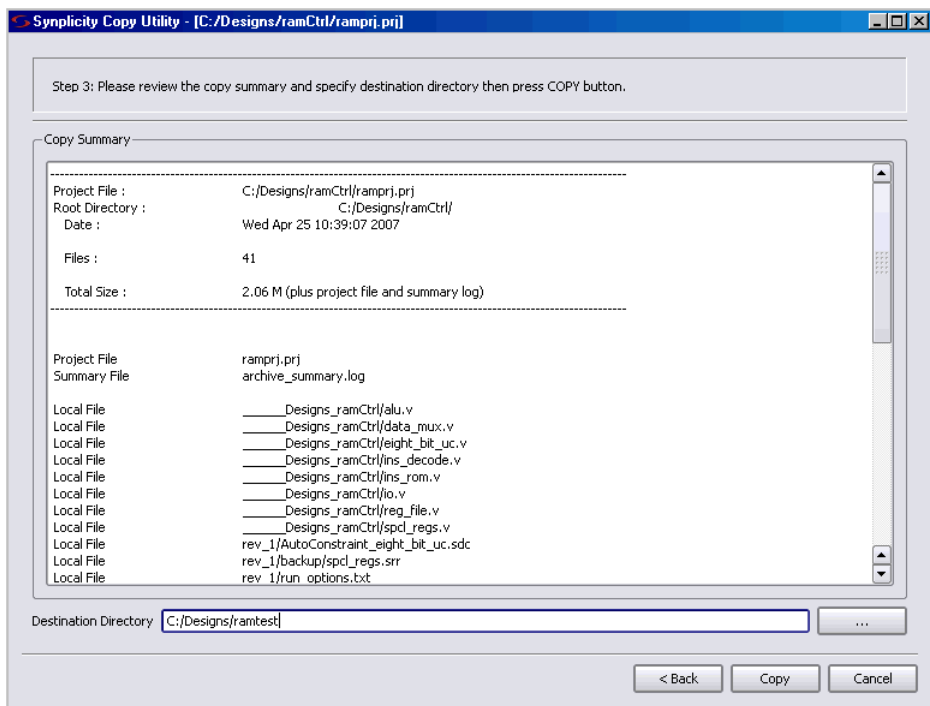 Synplicity Copy Utility - [C:/Designs/ramCtrl/ramprj.prj]
Step 3: Please review the copy summary and specify destination directory then press COPY button.
Copy Summary
Project File : C:/Designs/ramCtrl/ramprj.prj
Root Directory : C:/Designs/ramCtrl/
Date : Wed Apr 25 10:39:07 2007
Files : 41
Total Size : 2.06 M (plus project file and summary log)
Project File ramprj.prj
Summary File archive_summary.log
Local File ______Designs_ramCtrl/alu.v
Local File ______Designs_ramCtrl/data_mux.v
Local File ______Designs_ramCtrl/eight_bit_uc.v
Local File ______Designs_ramCtrl/ins_decode.v
Local File ______Designs_ramCtrl/ins_rom.v
Local File ______Designs_ramCtrl/io.v
Local File ______Designs_ramCtrl/reg_file.v
Local File ______Designs_ramCtrl/spcl_regs.v
Local File rev_1/AutoConstraint_eight_bit_uc.sdc
Local File rev_1/backup/spcl_regs.srr
Local File rev_1/run_options.txt
Destination Directory C:/Designs/ramtest
...
< Back Copy Cancel